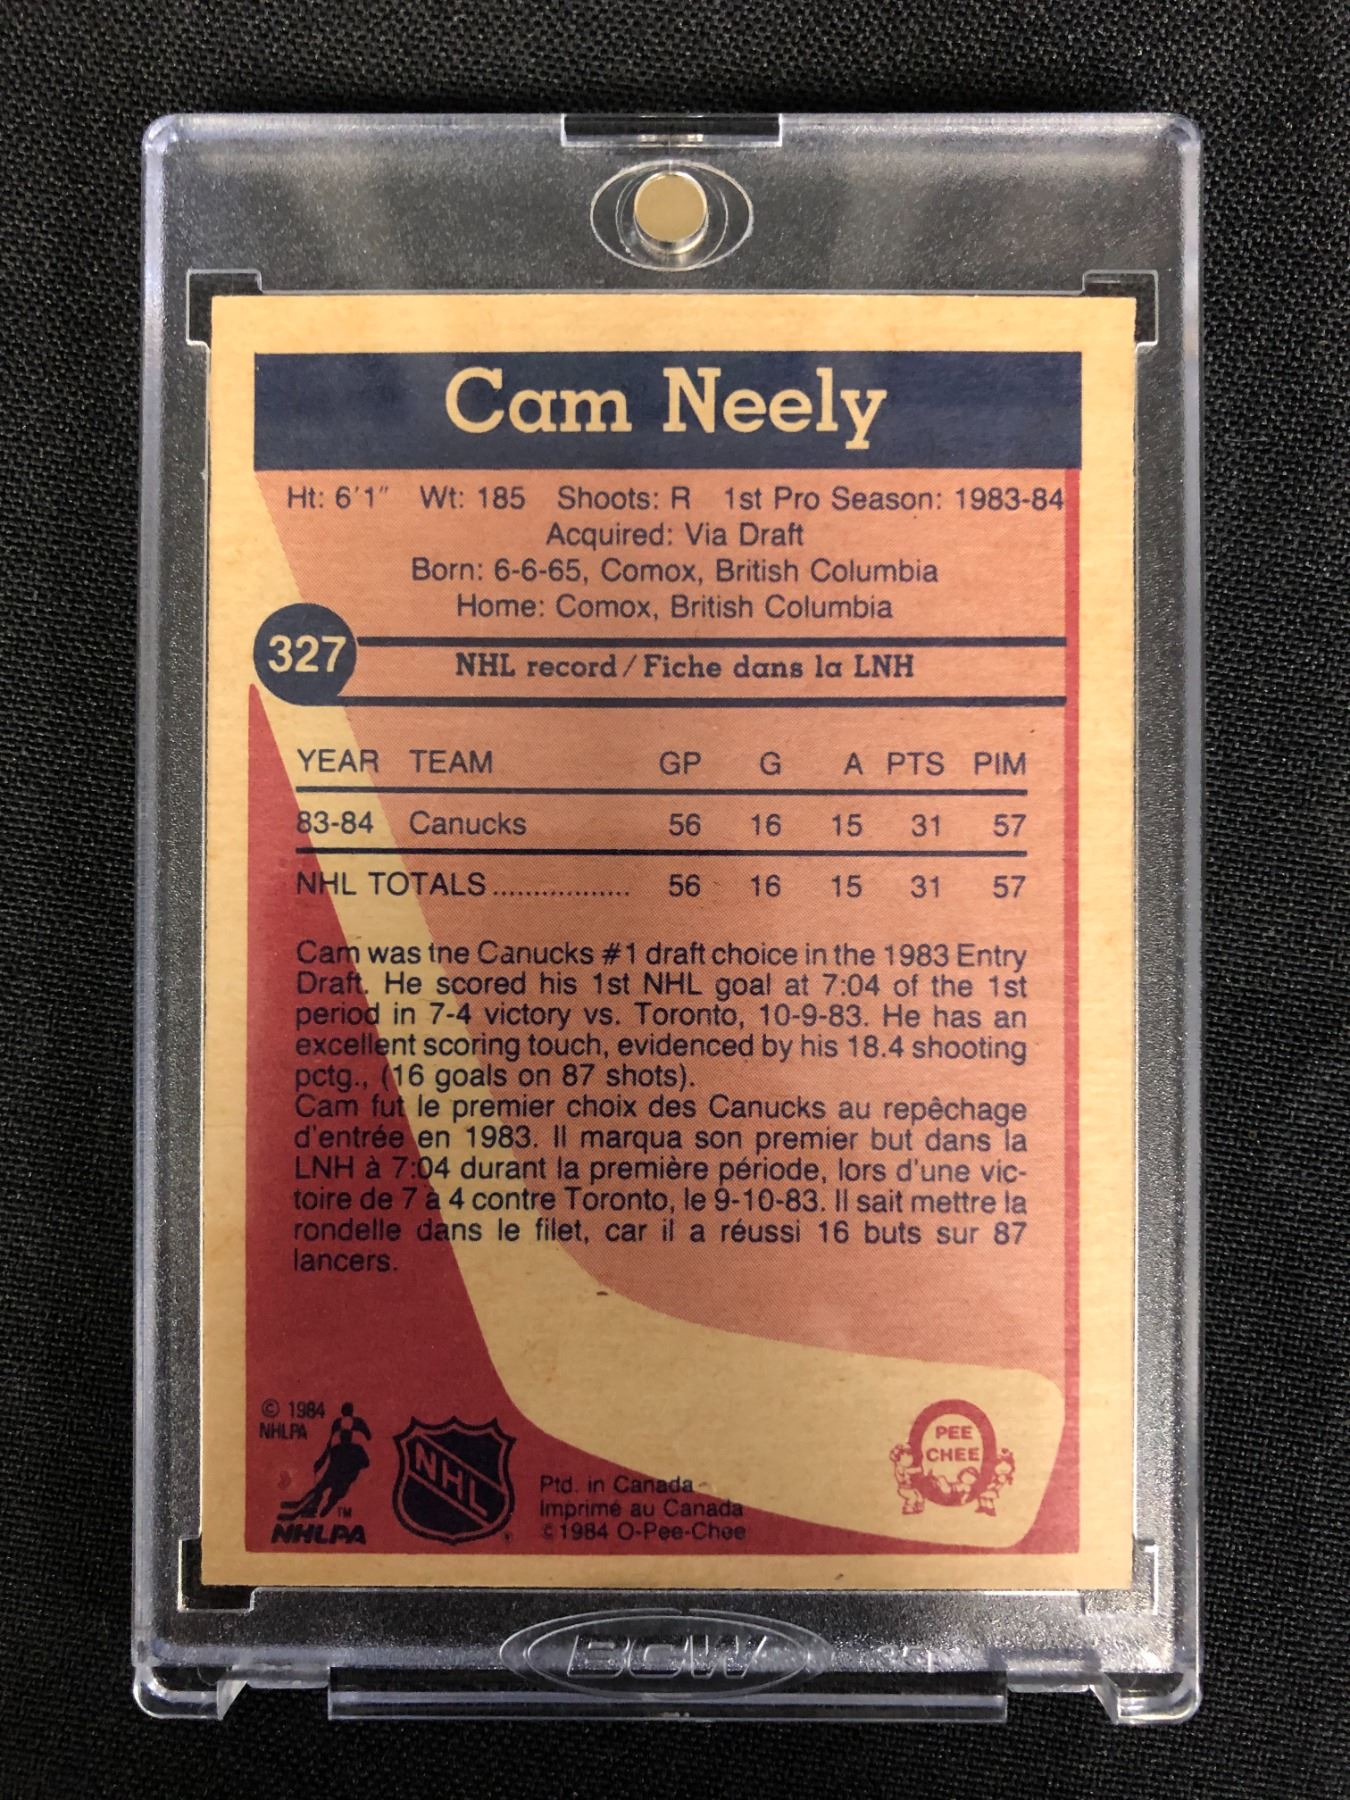 Cam Neely
Ht: 6'1" Wt: 185 Shoots: R 1st Pro Season: 1983-84
Acquired: Via Draft
Born: 6-6-65, Comox, British Columbia
Home: Comox, British Columbia
327
NHL record/Fiche dans la LNH
YEAR TEAM GP G A PTS PIM
83-84 Canucks 56 16 15 31 57
NHL TOTALS ................. 56 16 15 31 57
Cam was the Canucks #1 draft choice in the 1983 Entry
Draft. He scored his 1st NHL goal at 7:04 of the 1st
period in 7-4 victory vs. Toronto, 10-9-83. He has an
excellent scoring touch, evidenced by his 18.4 shooting
pctg., (16 goals on 87 shots).
Cam fut le premier choix des Canucks au repêchage
d'entrée en 1983. Il marqua son premier but dans la
LNH à 7:04 durant la première période, lors d'une vic-
toire de 7 à 4 contre Toronto, le 9-10-83. Il sait mettre la
rondelle dans le filet, car il a réussi 16 buts sur 87
lancers.
© 1984
NHLPA
TM
NHLPA
NHL
Ptd. in Canada
Imprimé au Canada
© 1984 O-Pee-Chee
PEE
CHEE
BCW